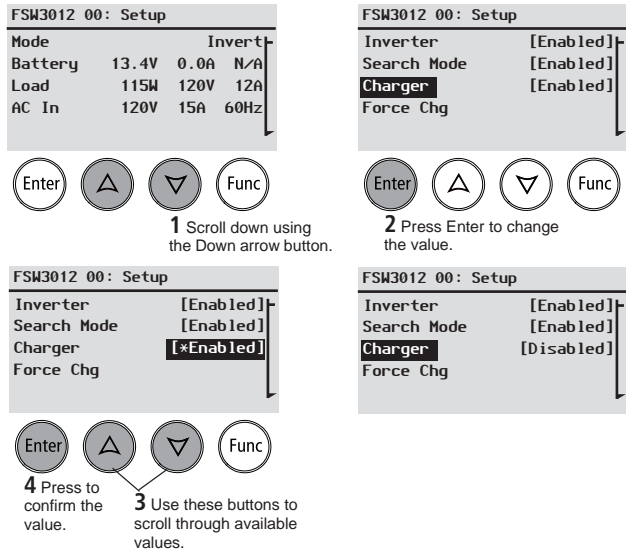 FSW3012 00: Setup
Mode Invert
Battery 13.4V 0.0A N/A
Load 115W 120V 12A
AC In 120V 15A 60Hz
Enter Func
1 Scroll down using
the Down arrow button.
FSW3012 00: Setup
Inverter [Enabled]
Search Mode [Enabled]
Charger [Enabled]
Force Chg
Enter Func
2 Press Enter to change
the value.
FSW3012 00: Setup
Inverter [Enabled]
Search Mode [Enabled]
Charger [*Enabled]
Force Chg
Enter Func
4 Press to
confirm the
value.
3 Use these buttons to
scroll through available
values.
FSW3012 00: Setup
Inverter [Enabled]
Search Mode [Enabled]
Charger [Disabled]
Force Chg